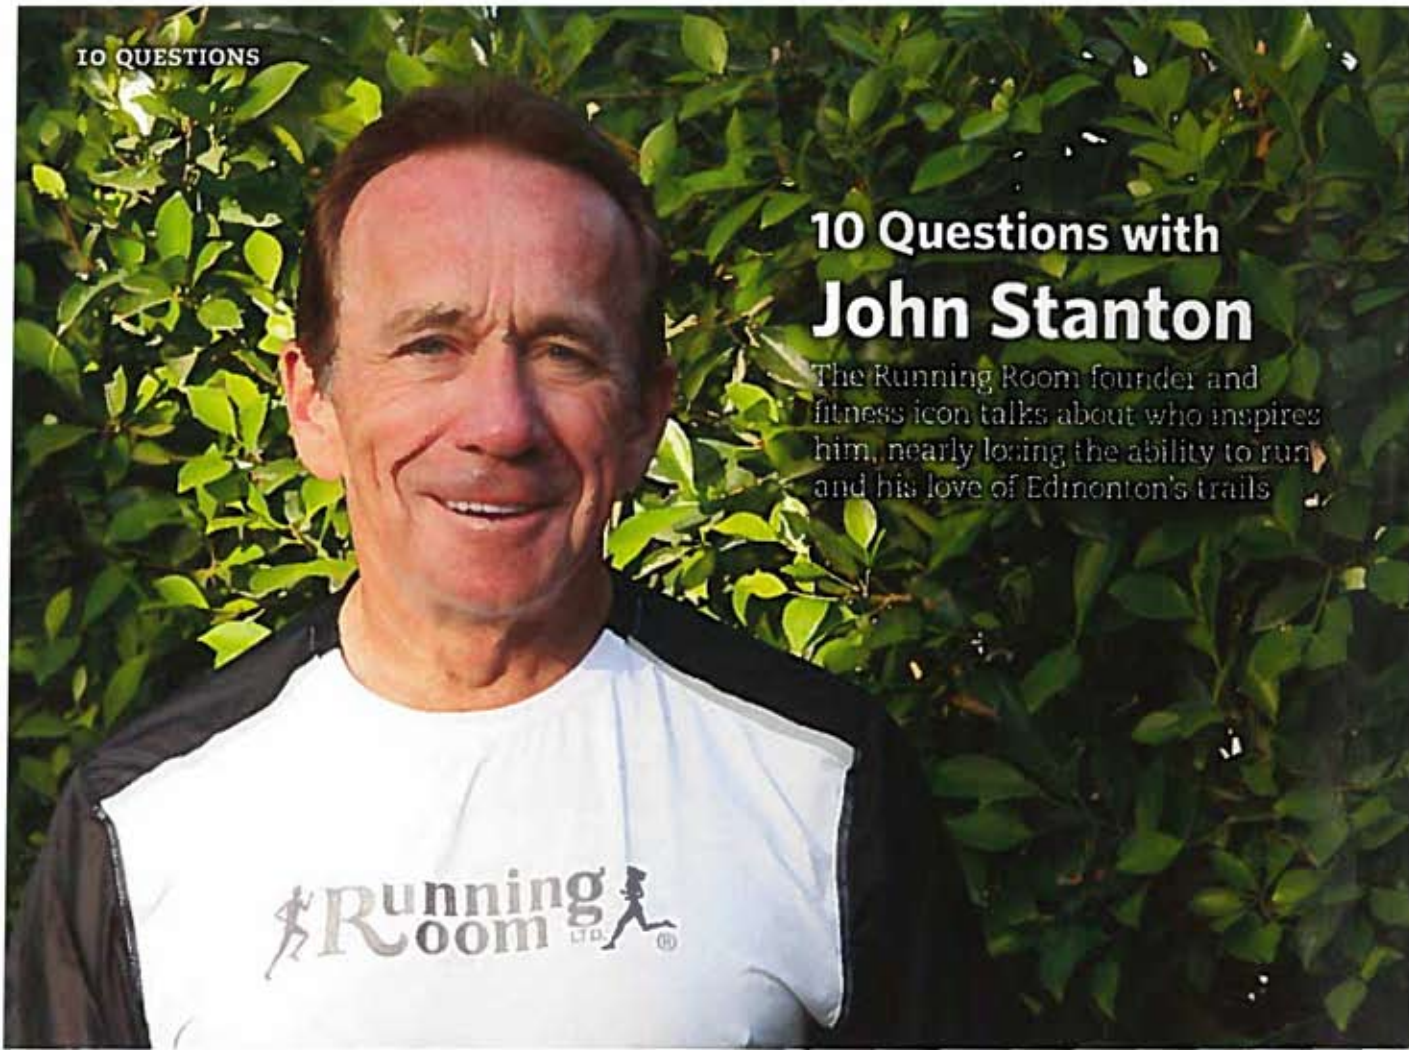 10 QUESTIONS
10 Questions with
John Stanton
The Running Room founder and
fitness icon talks about who inspires
him, nearly losing the ability to run
and his love of Edmonton's trails
Running
Room LTD. ®